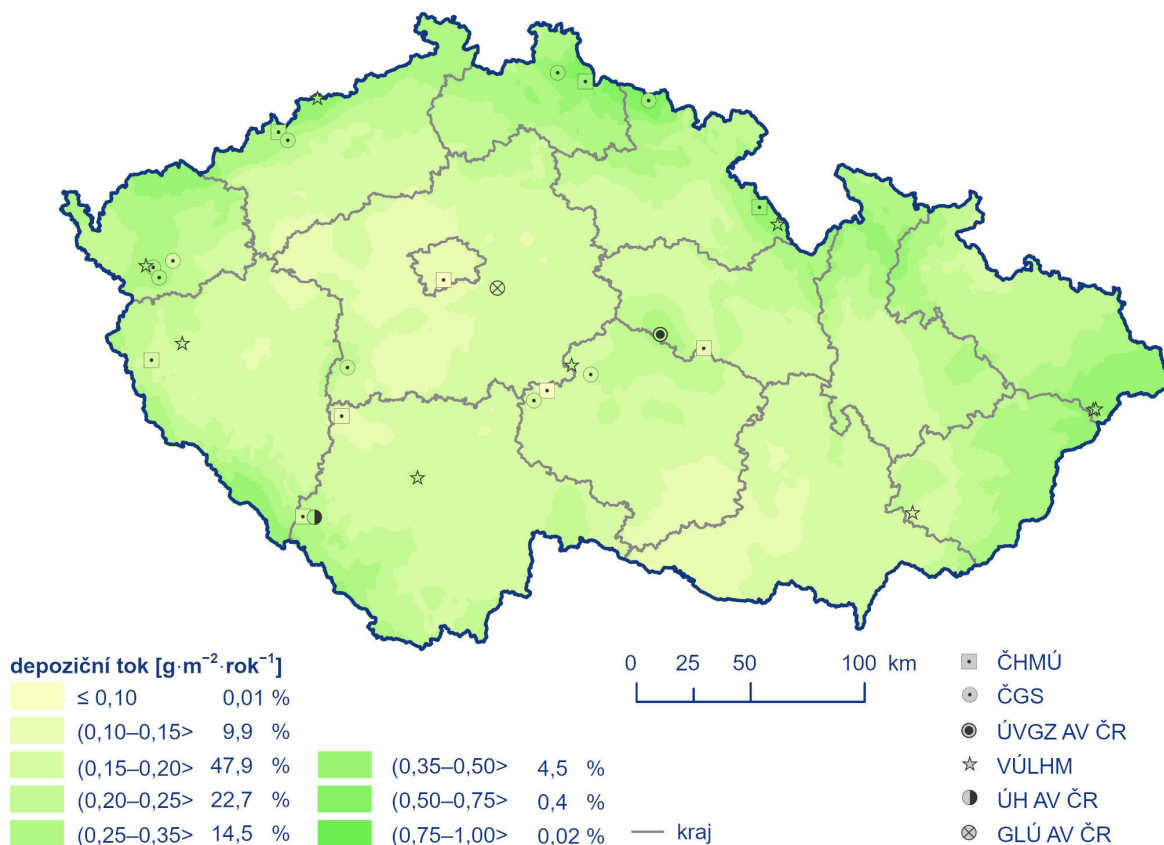 depoziční tok [g·m⁻²·rok⁻¹]
≤ 0,10 0,01 %
(0,10–0,15> 9,9 %
(0,15–0,20> 47,9 %
(0,20–0,25> 22,7 %
(0,25–0,35> 14,5 %
(0,35–0,50> 4,5 %
(0,50–0,75> 0,4 %
(0,75–1,00> 0,02 %
0 25 50 100 km
kraj
ČHMÚ
ČGS
ÚVGZ AV ČR
VÚLHM
ÚH AV ČR
GLÚ AV ČR